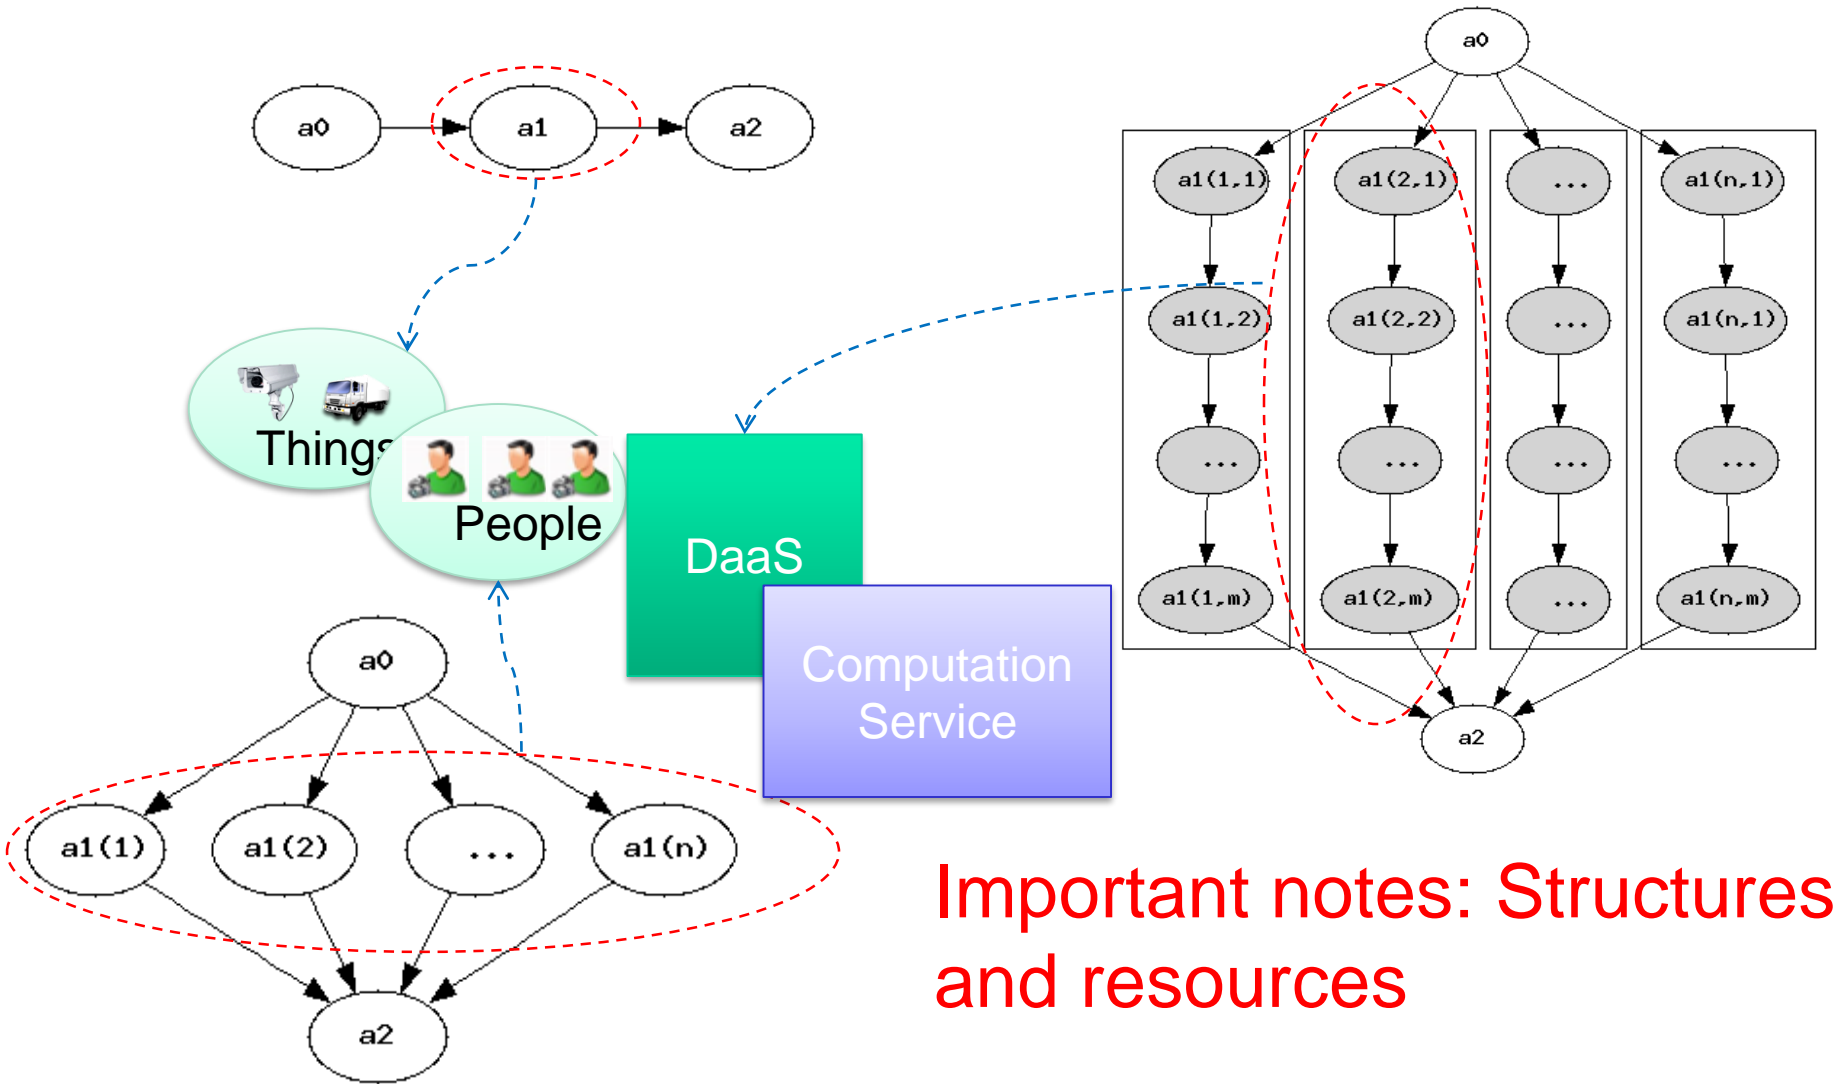 a0
a1
a2
a0
a1(1,1)
a1(2,1)
...
a1(n,1)
a1(1,2)
a1(2,2)
...
a1(n,1)
...
...
...
...
a1(1,m)
a1(2,m)
...
a1(n,m)
a2
Things
People
DaaS
Computation
Service
a0
a1(1)
a1(2)
...
a1(n)
a2
Important notes: Structures
and resources